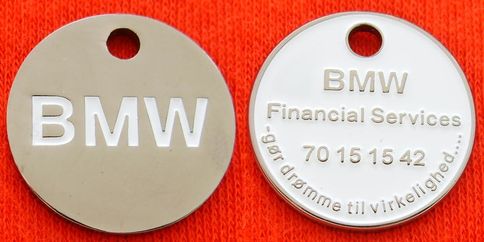 BMW
BMW
Financial Services
70 15 15 42
-gør drømme til virkelighed....